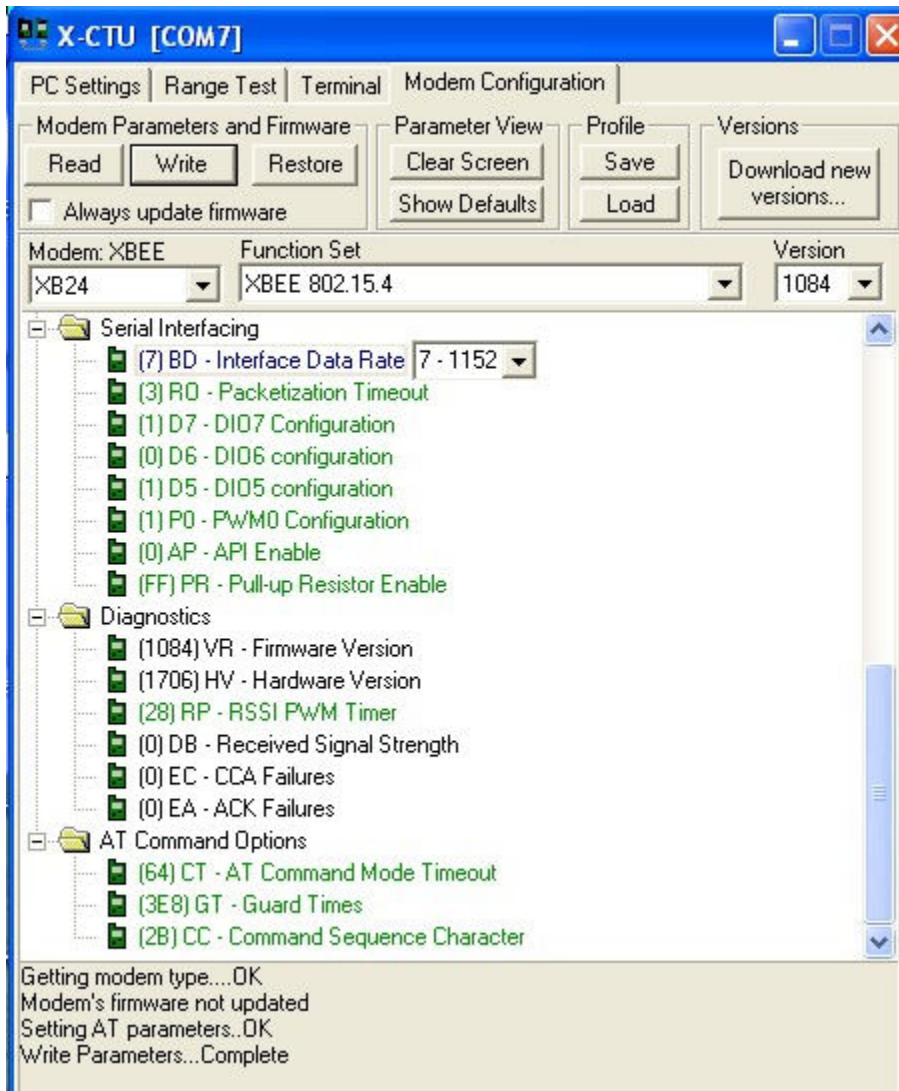 X-CTU [COM7]
PC Settings Range Test Terminal Modem Configuration
Modem Parameters and Firmware Parameter View Profile Versions
Read Write Restore Clear Screen Save Download new versions...
Always update firmware Show Defaults Load
Modem: XBEE Function Set Version
XB24 XBEE 802.15.4 1084
Serial Interfacing
(7) BD - Interface Data Rate 7 - 1152
(3) RO - Packetization Timeout
(1) D7 - DIO7 Configuration
(0) D6 - DIO6 configuration
(1) D5 - DIO5 configuration
(1) P0 - PWM0 Configuration
(0) AP - API Enable
(FF) PR - Pull-up Resistor Enable
Diagnostics
(1084) VR - Firmware Version
(1706) HV - Hardware Version
(28) RP - RSSI PWM Timer
(0) DB - Received Signal Strength
(0) EC - CCA Failures
(0) EA - ACK Failures
AT Command Options
(64) CT - AT Command Mode Timeout
(3E8) GT - Guard Times
(2B) CC - Command Sequence Character
Getting modem type....OK
Modem's firmware not updated
Setting AT parameters..OK
Write Parameters...Complete